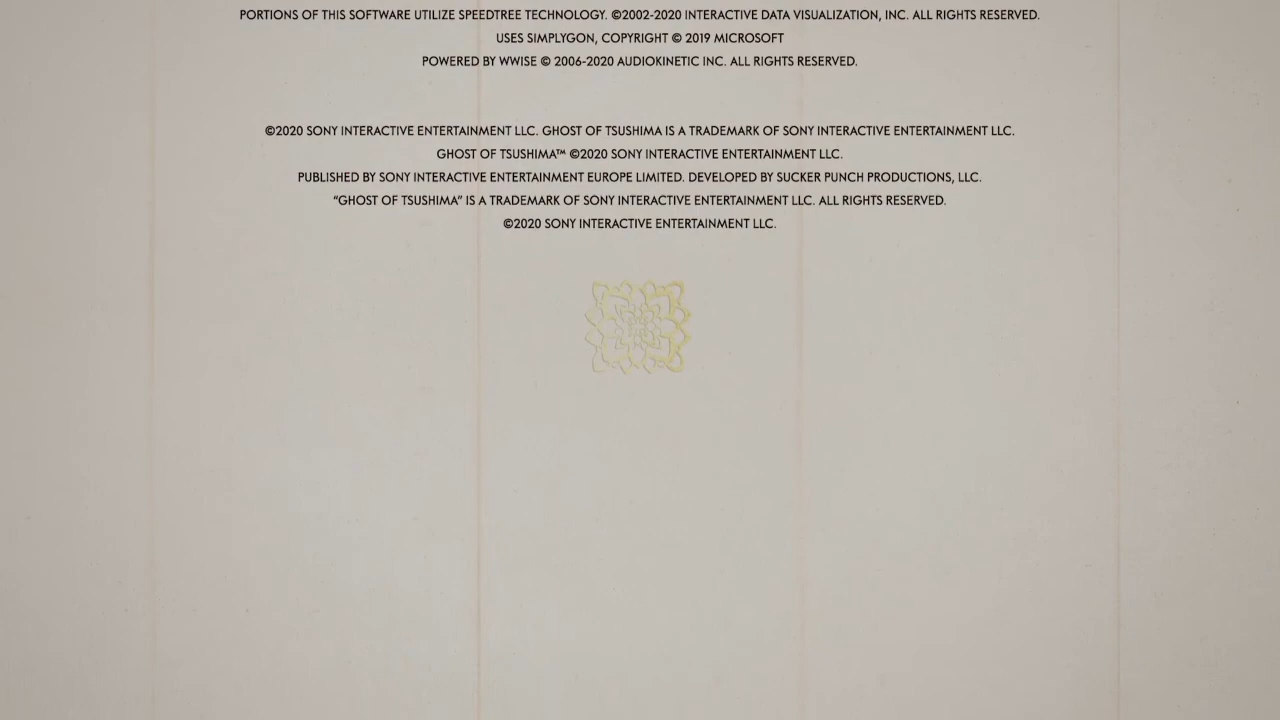 PORTIONS OF THIS SOFTWARE UTILIZE SPEEDTREE TECHNOLOGY. ©2002-2020 INTERACTIVE DATA VISUALIZATION, INC. ALL RIGHTS RESERVED.
USES SIMPLYGON, COPYRIGHT © 2019 MICROSOFT
POWERED BY WWISE © 2006-2020 AUDIOKINETIC INC. ALL RIGHTS RESERVED.
©2020 SONY INTERACTIVE ENTERTAINMENT LLC. GHOST OF TSUSHIMA IS A TRADEMARK OF SONY INTERACTIVE ENTERTAINMENT LLC.
GHOST OF TSUSHIMA™ ©2020 SONY INTERACTIVE ENTERTAINMENT LLC.
PUBLISHED BY SONY INTERACTIVE ENTERTAINMENT EUROPE LIMITED. DEVELOPED BY SUCKER PUNCH PRODUCTIONS, LLC.
“GHOST OF TSUSHIMA” IS A TRADEMARK OF SONY INTERACTIVE ENTERTAINMENT LLC. ALL RIGHTS RESERVED.
©2020 SONY INTERACTIVE ENTERTAINMENT LLC.